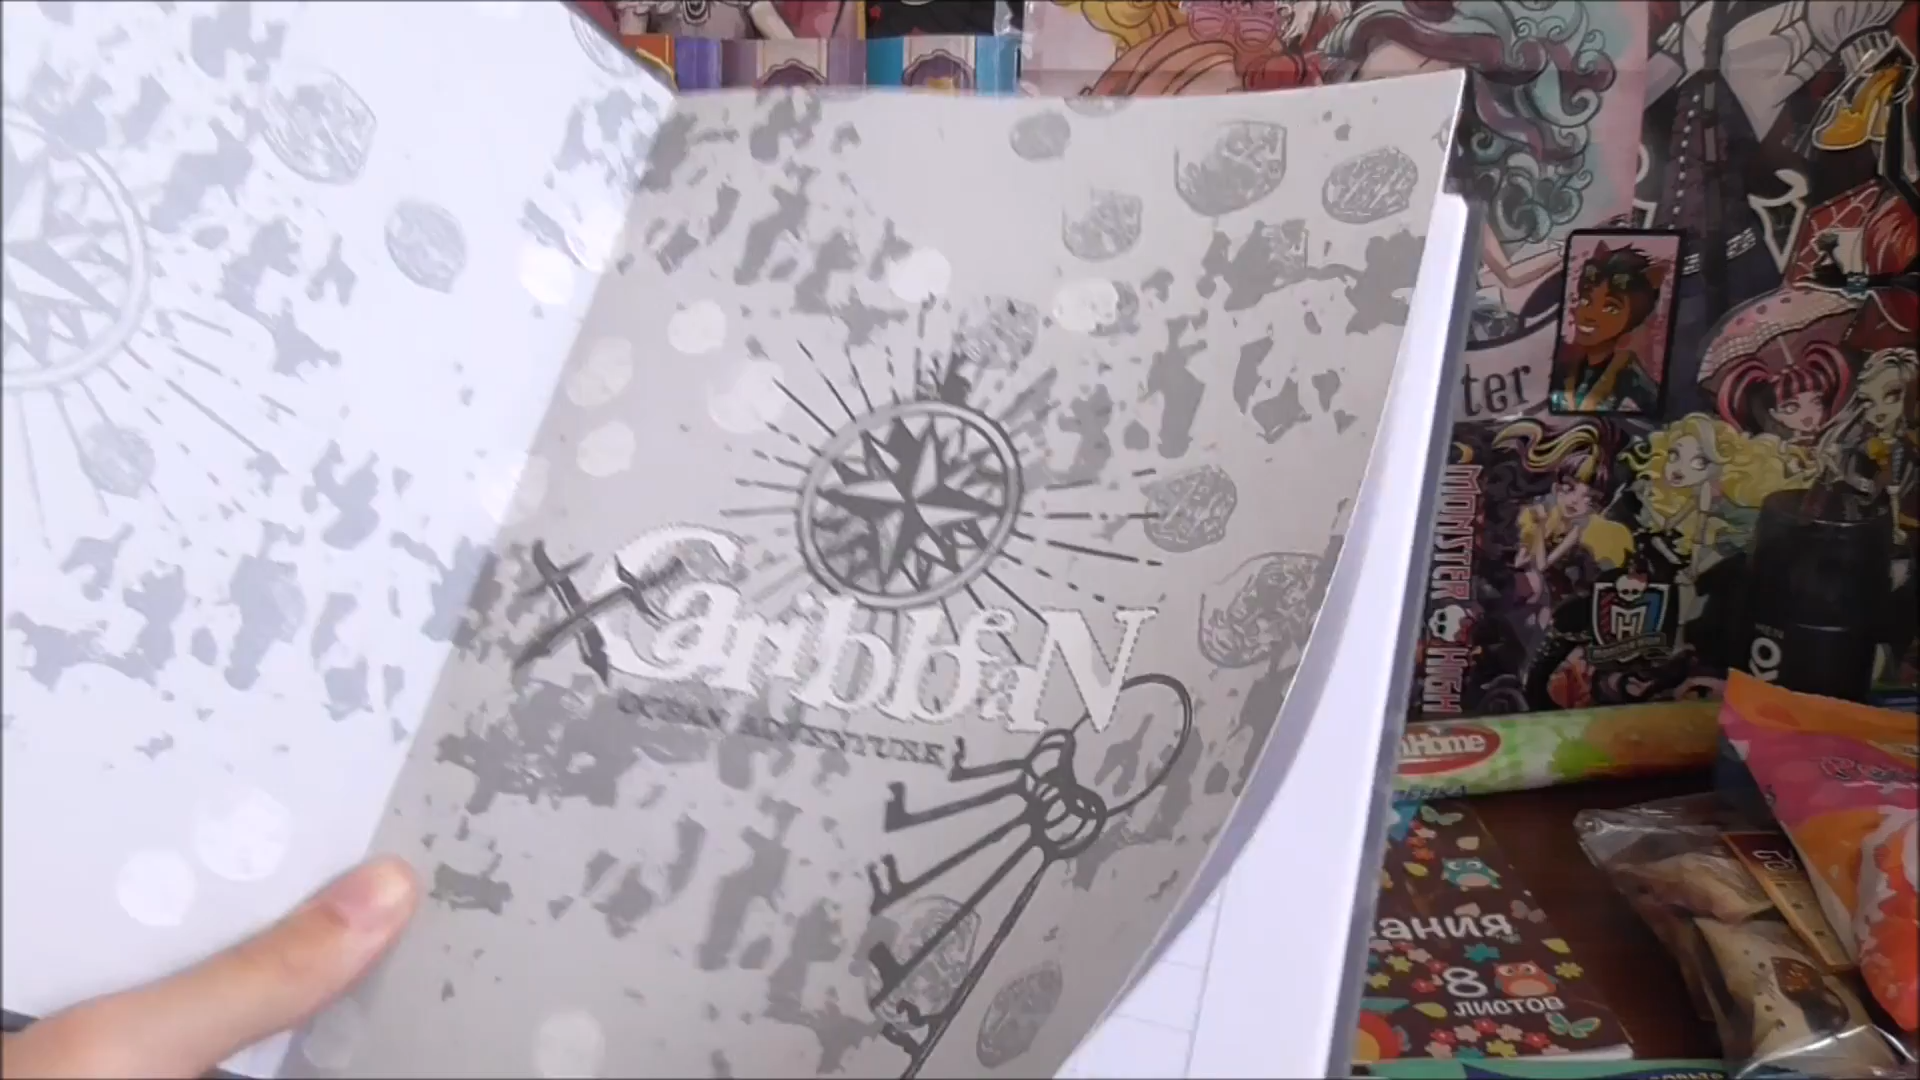 CaribbeaN
OCEAN ADVENTURE
ter
MONSTER HIGH
Home
ания
8
листов